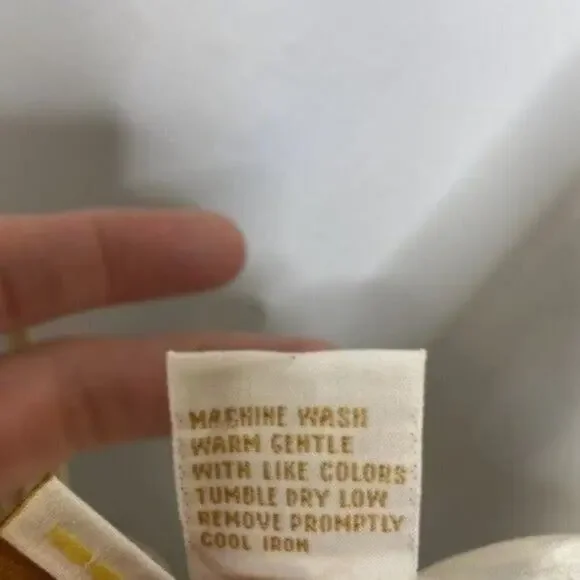 MACHINE WASH
WARM GENTLE
WITH LIKE COLORS
TUMBLE DRY LOW
REMOVE PROMPTLY
COOL IRON